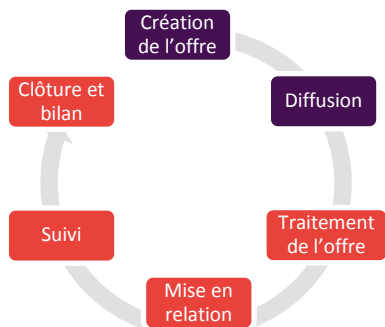 Création
de l'offre
Diffusion
Traitement
de l'offre
Mise en
relation
Suivi
Clôture et
bilan